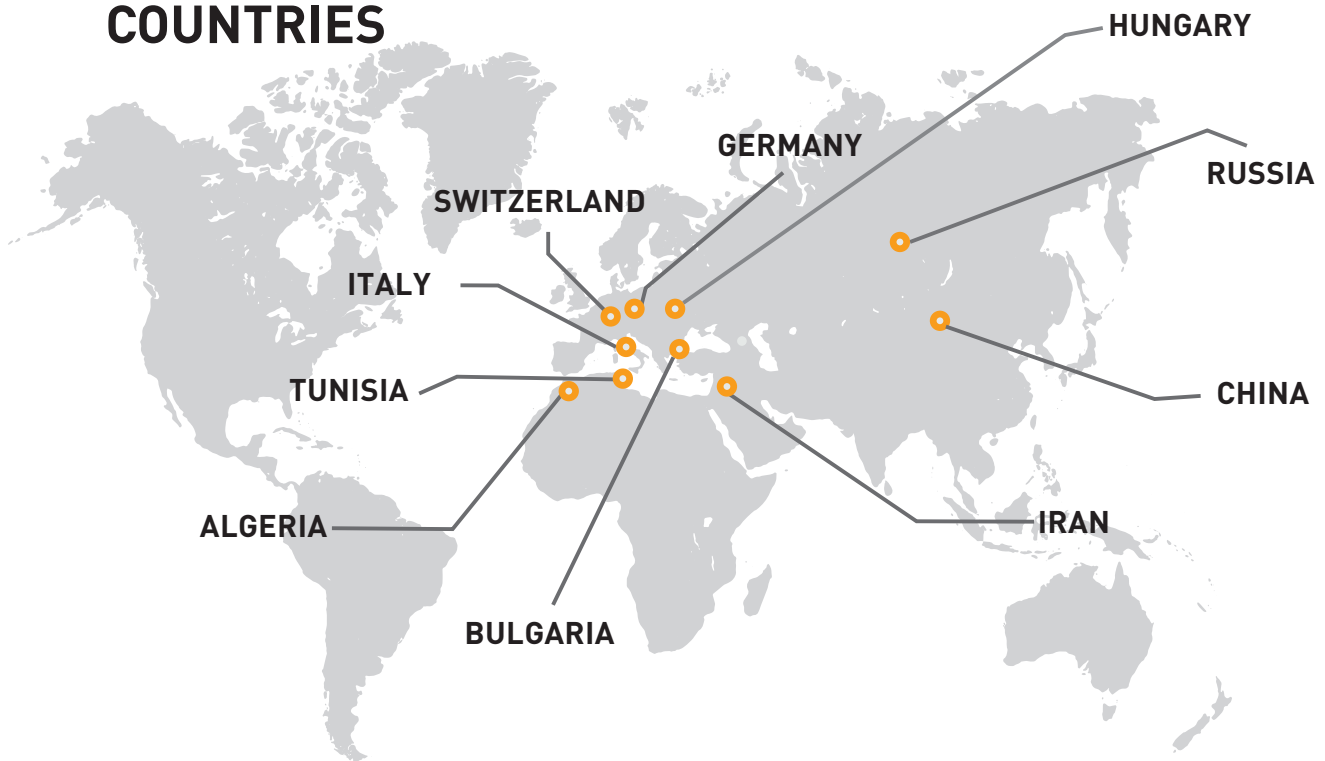 COUNTRIES
HUNGARY
GERMANY
RUSSIA
SWITZERLAND
ITALY
TUNISIA
CHINA
ALGERIA
IRAN
BULGARIA